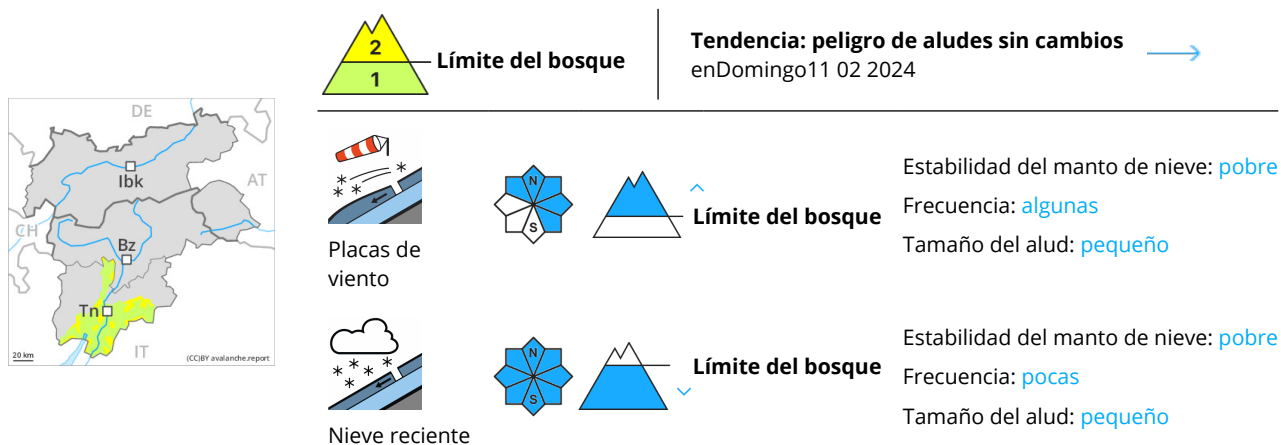 2
1
Límite del bosque
Tendencia: peligro de aludes sin cambios
enDomingo11 02 2024
DE
AT
CH
IT
Ibk
Bz
Tn
20 km
(CC)BY avalanche.report
Placas de
viento
N
S
Límite del bosque
Estabilidad del manto de nieve: pobre
Frecuencia: algunas
Tamaño del alud: pequeño
Nieve reciente
N
S
Límite del bosque
Estabilidad del manto de nieve: pobre
Frecuencia: pocas
Tamaño del alud: pequeño